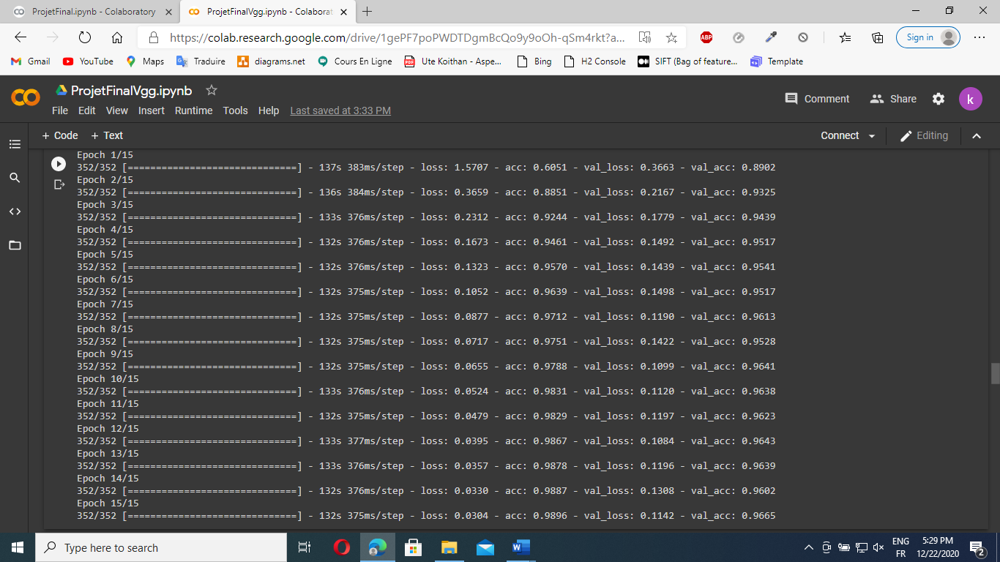 ProjetFinal.ipynb - Colaboratory
ProjetFinalVgg.ipynb - Colaborat
https://colab.research.google.com/drive/1gePF7poPWDTDgmBcQo9y9oOh-qSm4rkt?a...
ABP
Sign in
Gmail
YouTube
Maps
Traduire
diagrams.net
Cours En Ligne
PDF
Ute Koithan - Aspe...
Bing
H2 Console
SIFT (Bag of feature...
Template
ProjetFinalVgg.ipynb
Comment
Share
k
File Edit View Insert Runtime Tools Help Last saved at 3:33 PM
+ Code + Text
Connect
Editing
Epoch 1/15
352/352 [==============================] - 137s 383ms/step - loss: 1.5707 - acc: 0.6051 - val_loss: 0.3663 - val_acc: 0.8902
Epoch 2/15
352/352 [==============================] - 136s 384ms/step - loss: 0.3659 - acc: 0.8851 - val_loss: 0.2167 - val_acc: 0.9325
Epoch 3/15
352/352 [==============================] - 133s 376ms/step - loss: 0.2312 - acc: 0.9244 - val_loss: 0.1779 - val_acc: 0.9439
Epoch 4/15
352/352 [==============================] - 132s 376ms/step - loss: 0.1673 - acc: 0.9461 - val_loss: 0.1492 - val_acc: 0.9517
Epoch 5/15
352/352 [==============================] - 132s 376ms/step - loss: 0.1323 - acc: 0.9570 - val_loss: 0.1439 - val_acc: 0.9541
Epoch 6/15
352/352 [==============================] - 132s 375ms/step - loss: 0.1052 - acc: 0.9639 - val_loss: 0.1498 - val_acc: 0.9517
Epoch 7/15
352/352 [==============================] - 132s 375ms/step - loss: 0.0877 - acc: 0.9712 - val_loss: 0.1190 - val_acc: 0.9613
Epoch 8/15
352/352 [==============================] - 132s 375ms/step - loss: 0.0717 - acc: 0.9751 - val_loss: 0.1422 - val_acc: 0.9528
Epoch 9/15
352/352 [==============================] - 132s 375ms/step - loss: 0.0655 - acc: 0.9788 - val_loss: 0.1099 - val_acc: 0.9641
Epoch 10/15
352/352 [==============================] - 133s 376ms/step - loss: 0.0524 - acc: 0.9831 - val_loss: 0.1120 - val_acc: 0.9638
Epoch 11/15
352/352 [==============================] - 132s 375ms/step - loss: 0.0479 - acc: 0.9829 - val_loss: 0.1197 - val_acc: 0.9623
Epoch 12/15
352/352 [==============================] - 133s 377ms/step - loss: 0.0395 - acc: 0.9867 - val_loss: 0.1084 - val_acc: 0.9643
Epoch 13/15
352/352 [==============================] - 133s 376ms/step - loss: 0.0357 - acc: 0.9878 - val_loss: 0.1196 - val_acc: 0.9639
Epoch 14/15
352/352 [==============================] - 132s 376ms/step - loss: 0.0330 - acc: 0.9887 - val_loss: 0.1308 - val_acc: 0.9602
Epoch 15/15
352/352 [==============================] - 132s 375ms/step - loss: 0.0304 - acc: 0.9896 - val_loss: 0.1142 - val_acc: 0.9665
Type here to search
ENG
FR
5:29 PM
12/22/2020
2